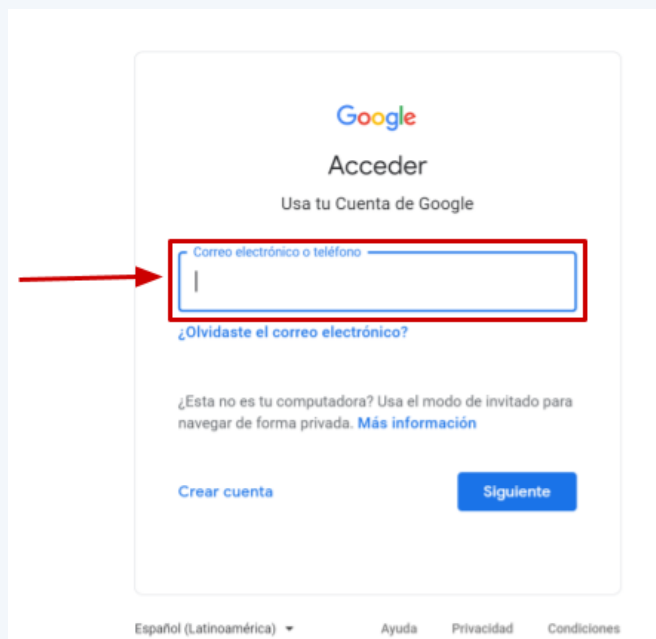 Google
Acceder
Usa tu Cuenta de Google
Correo electrónico o teléfono
¿Olvidaste el correo electrónico?
¿Esta no es tu computadora? Usa el modo de invitado para
navegar de forma privada. Más información
Crear cuenta Siguiente
Español (Latinoamérica) Ayuda Privacidad Condiciones